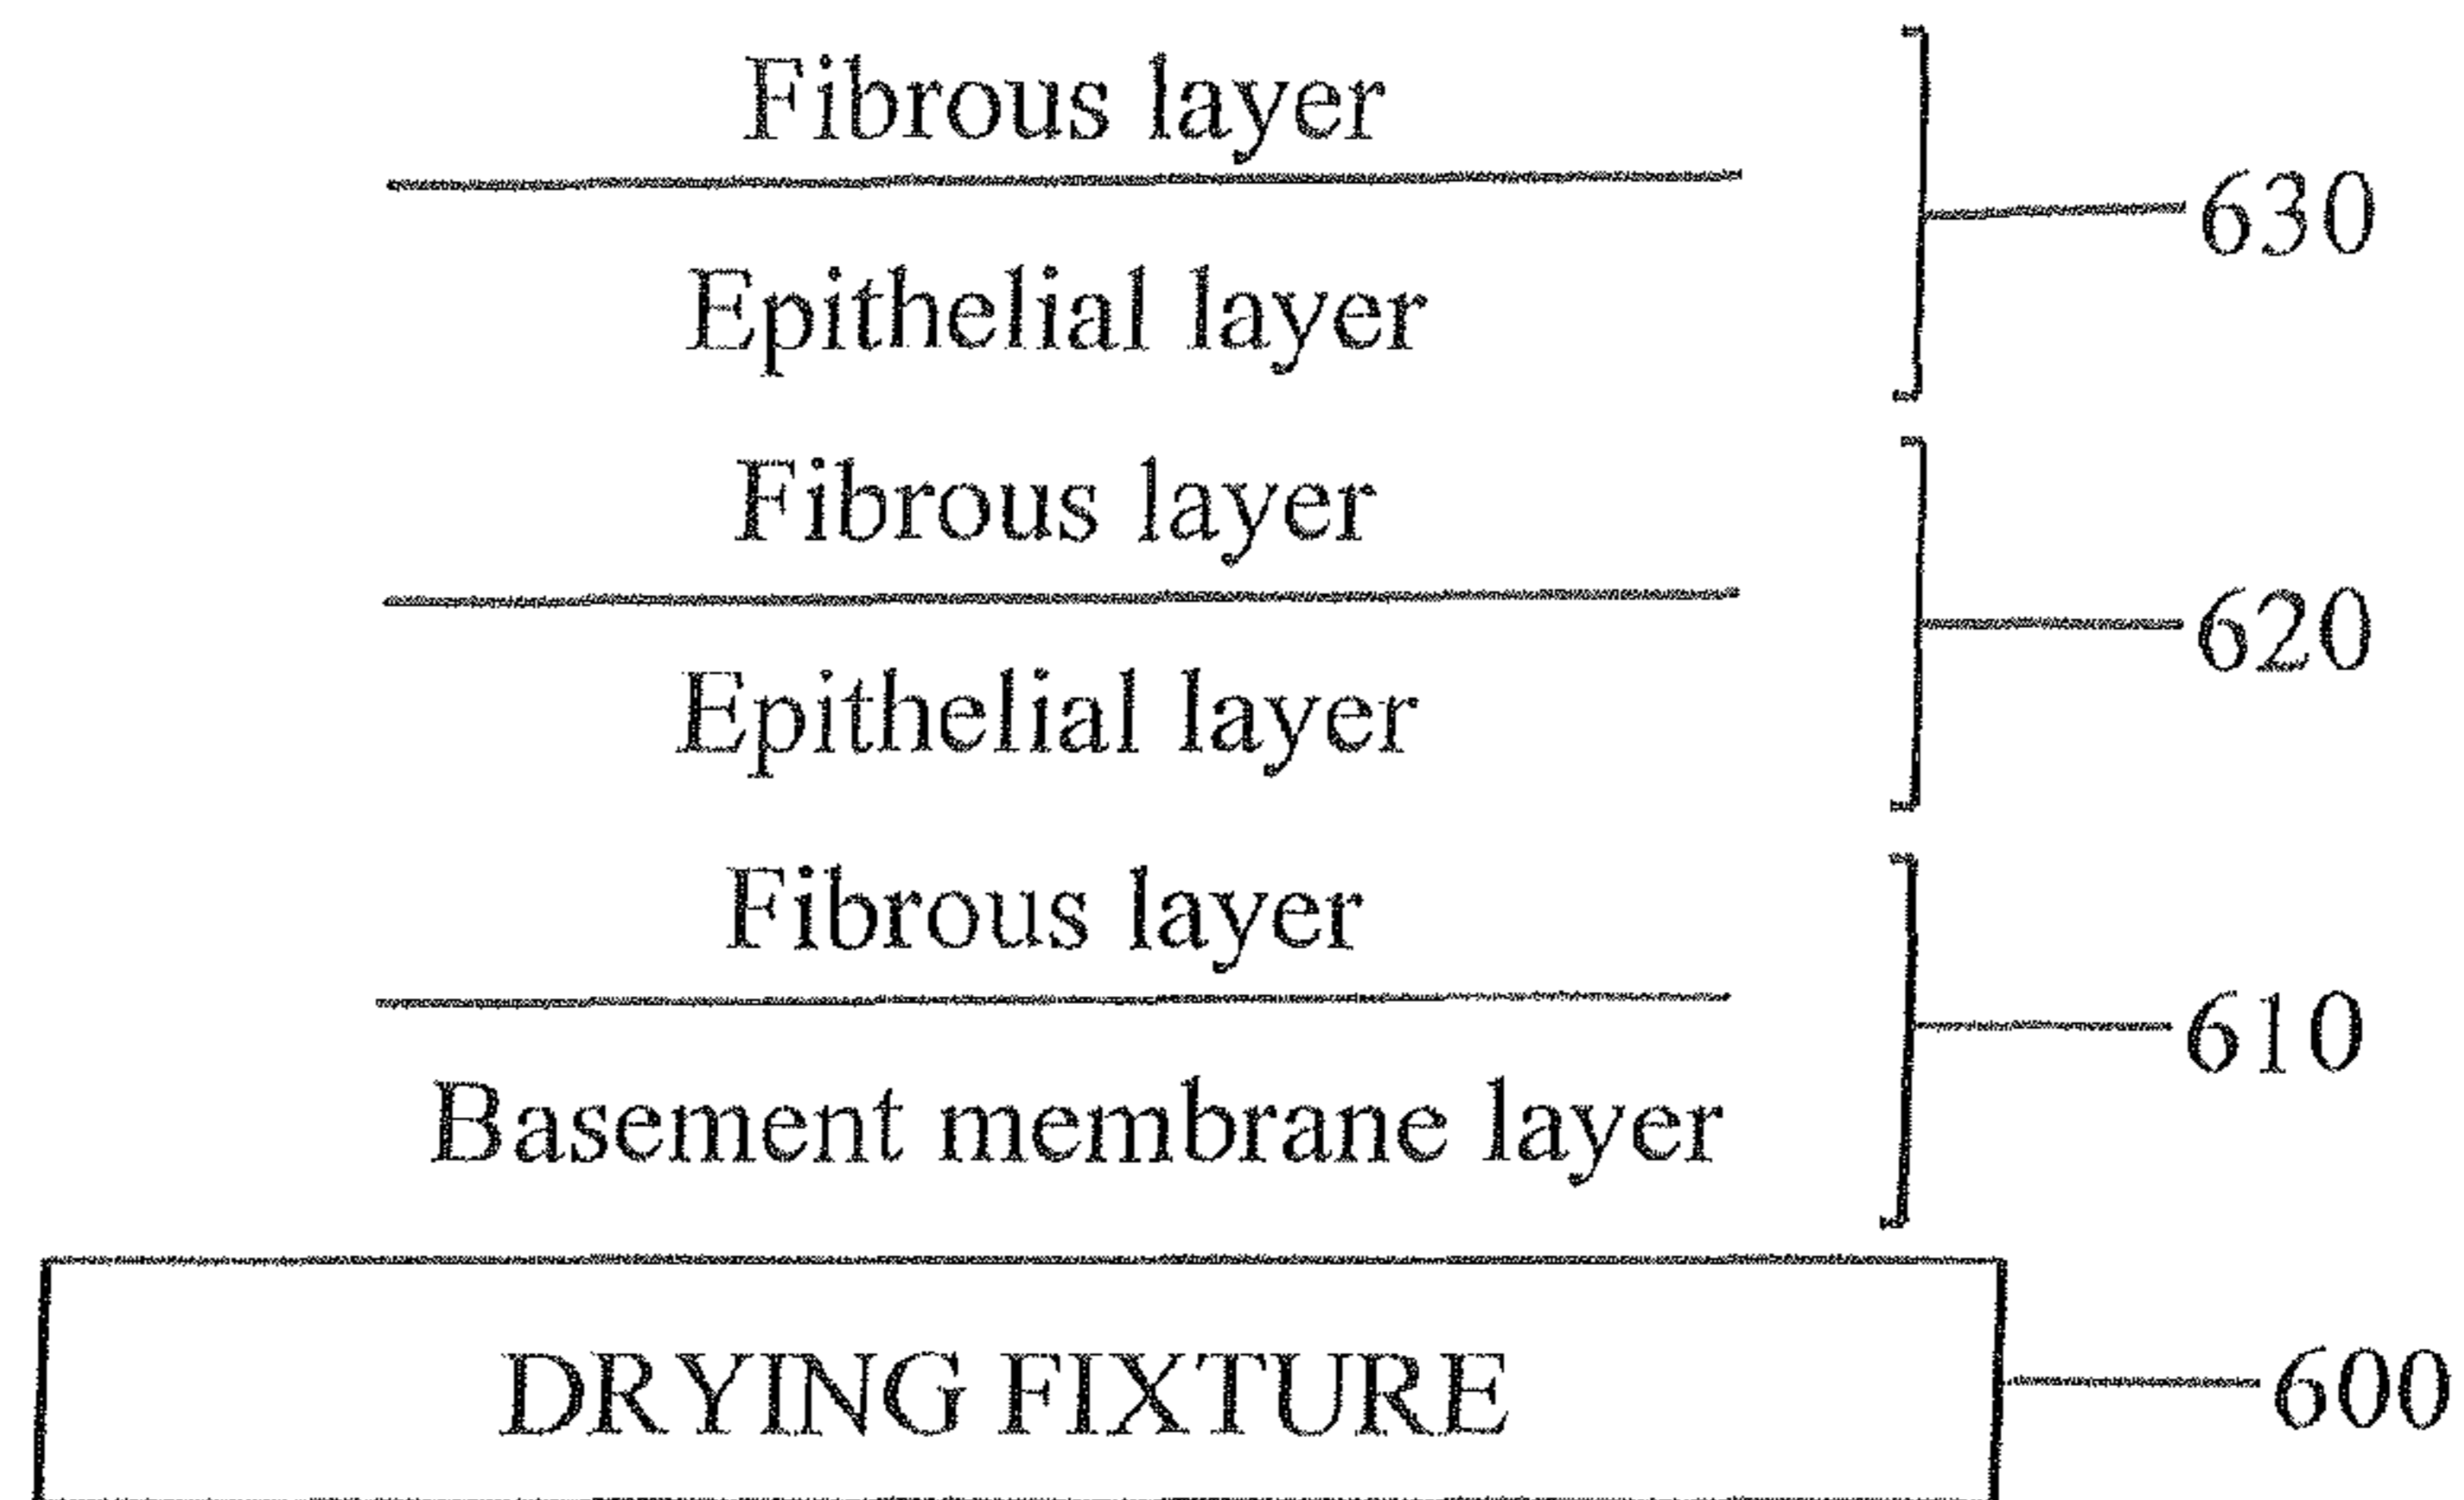 Fibrous layer
630
Epithelial layer
Fibrous layer
620
Epithelial layer
Fibrous layer
610
Basement membrane layer
DRYING FIXTURE
600